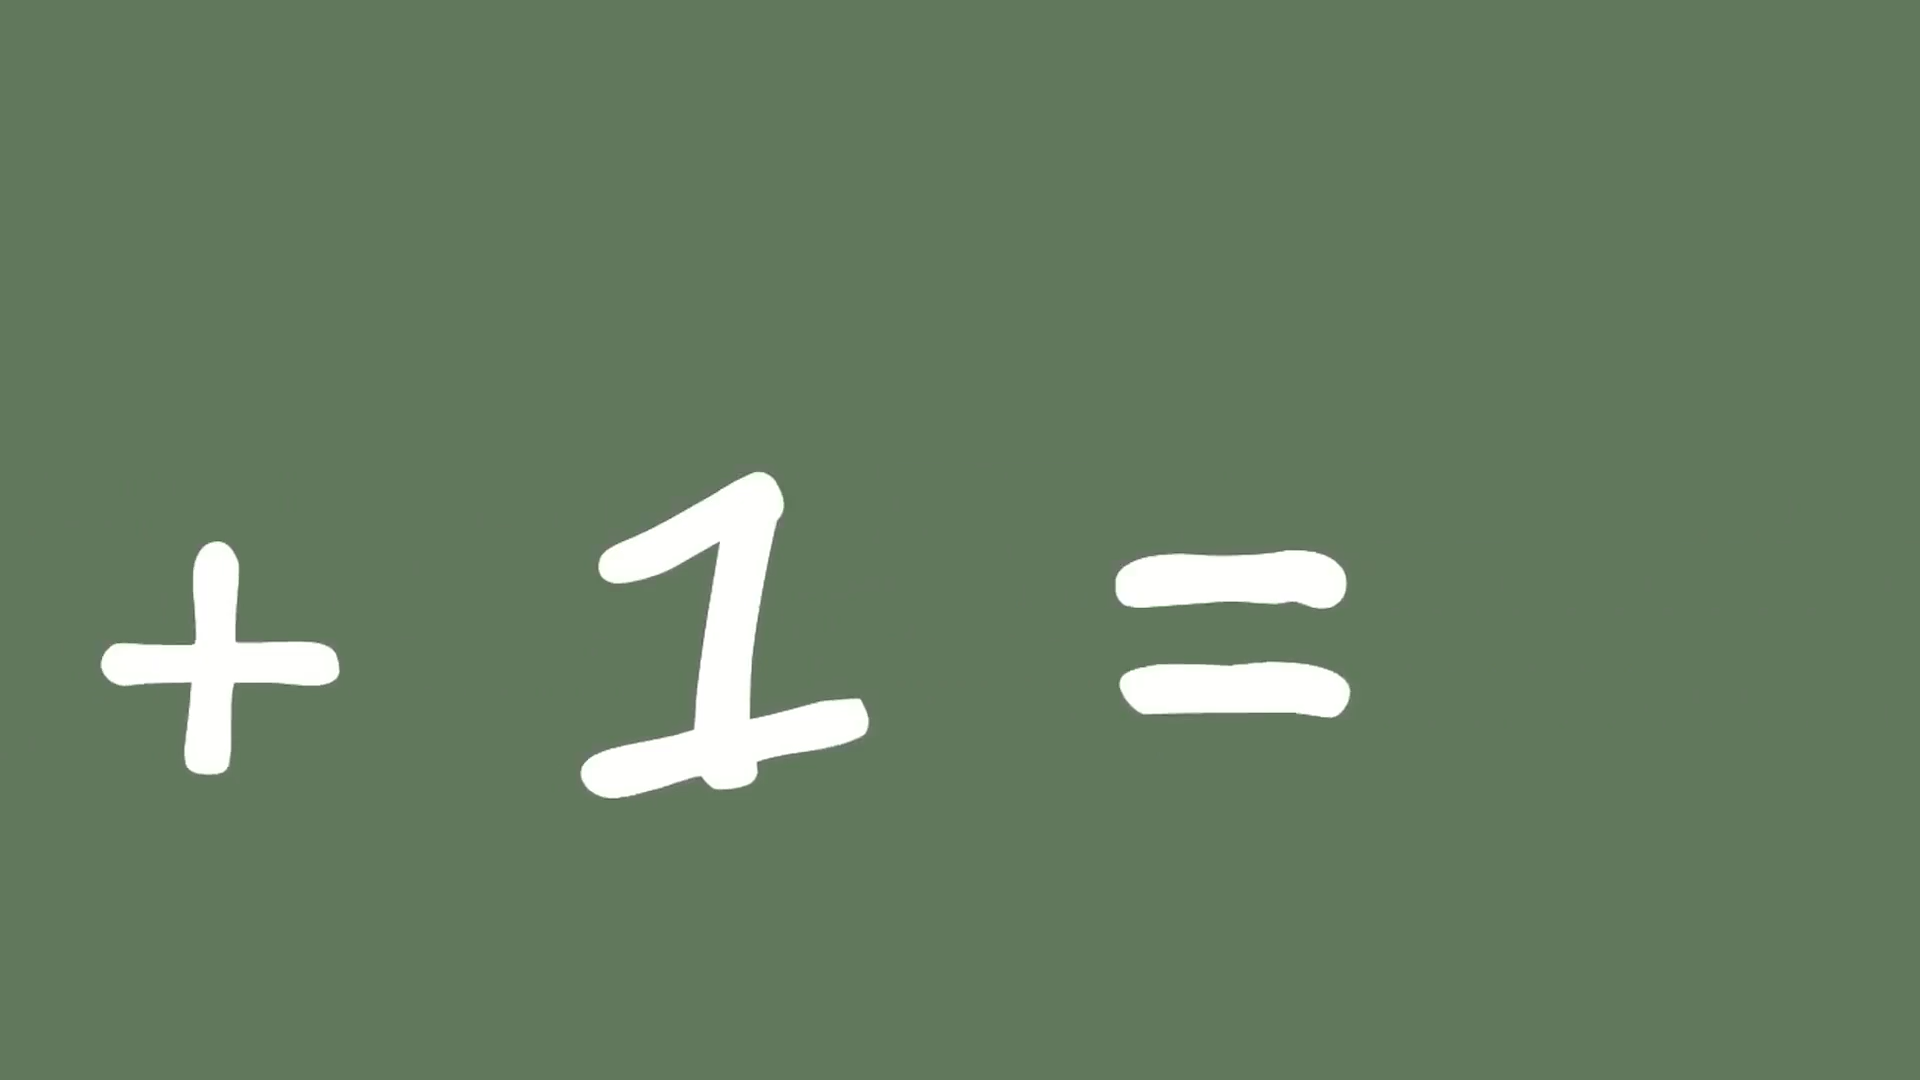 + 1 =